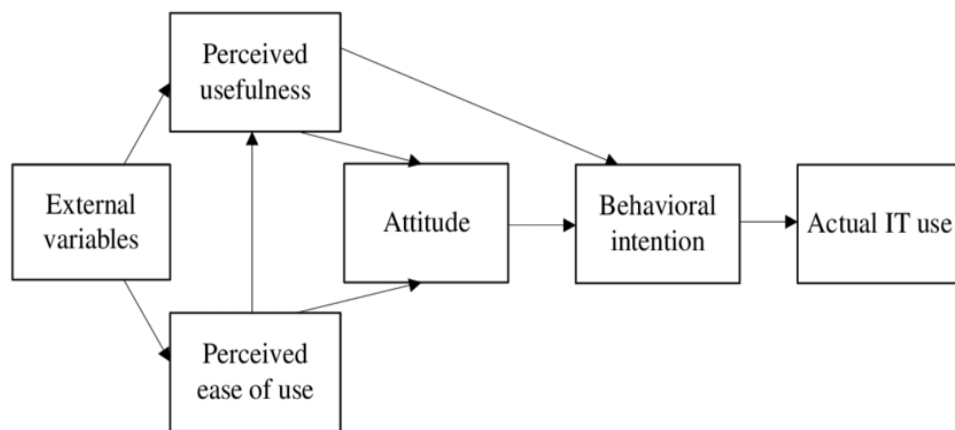 Perceived
usefulness
External
variables
Attitude
Behavioral
intention
Actual IT use
Perceived
ease of use